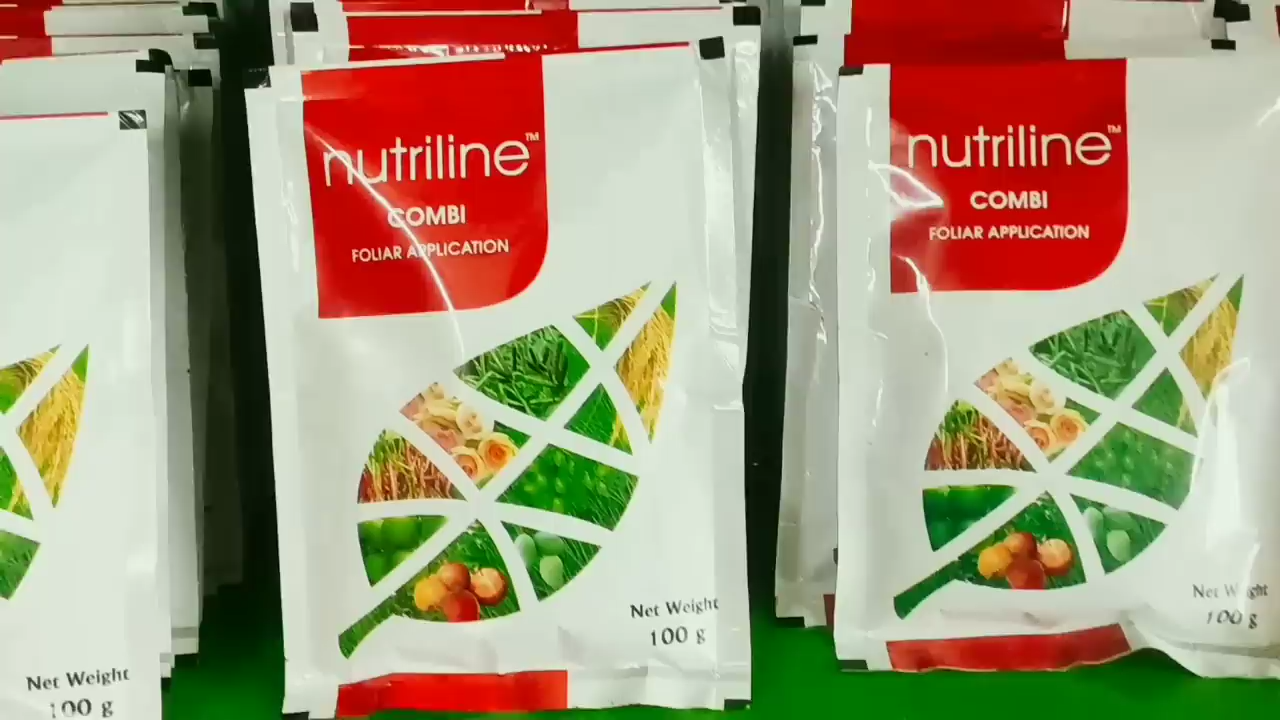 nutriline™
COMBI
FOLIAR APPLICATION
Net Weight
100 g
nutriline™
COMBI
FOLIAR APPLICATION
Net Weight
100 g
Net Weight
100 g